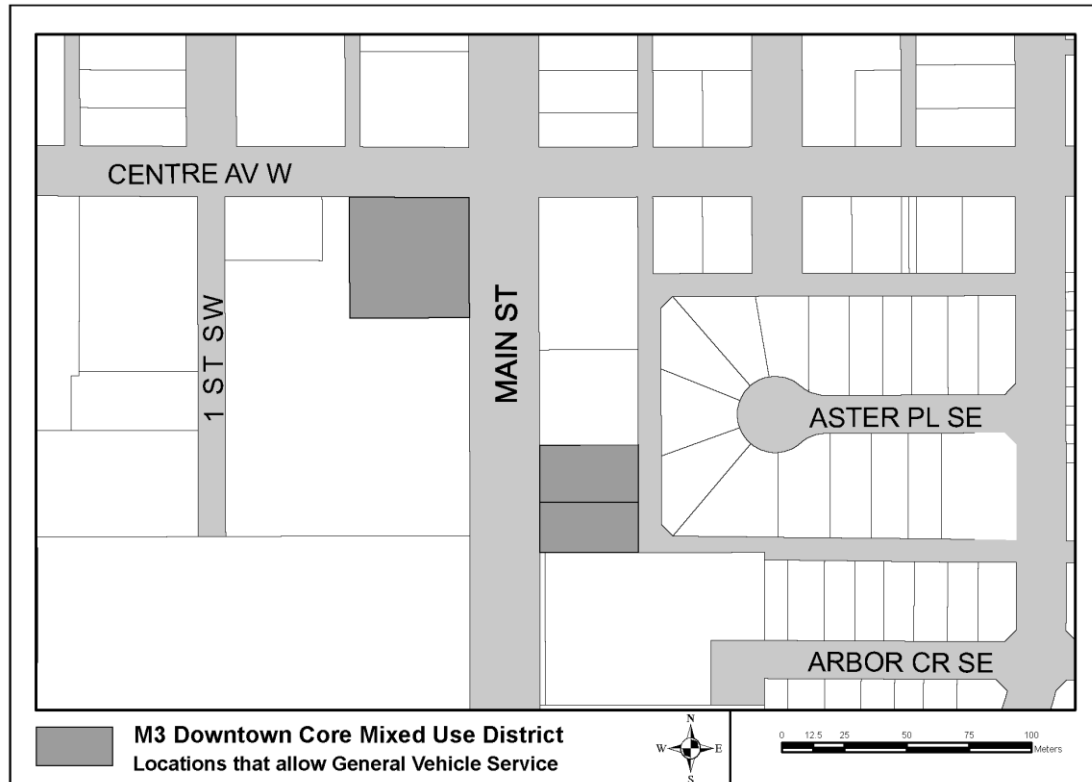 CENTRE AV W
1 ST SW
MAIN ST
ASTER PL SE
ARBOR CR SE
M3 Downtown Core Mixed Use District
Locations that allow General Vehicle Service
N
W E
S
0 12.5 25 50 75 100
Meters